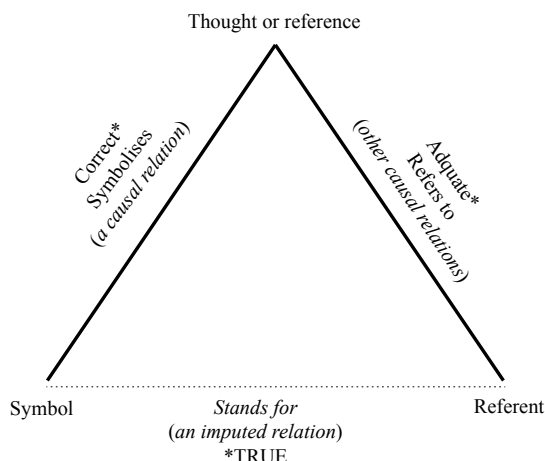 Thought or reference
Correct*
Symbolises
(a causal relation)
Adquate*
Refers to
(other causal relations)
Symbol
Stands for
Referent
(an imputed relation)
*TRUE